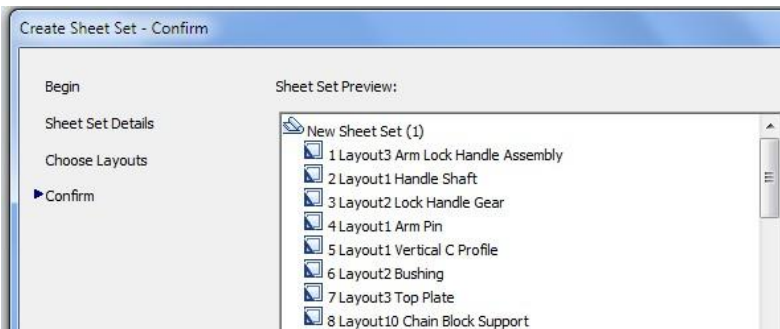 Create Sheet Set - Confirm
Begin
Sheet Set Details
Choose Layouts
Confirm
Sheet Set Preview:
New Sheet Set (1)
1 Layout3 Arm Lock Handle Assembly
2 Layout1 Handle Shaft
3 Layout2 Lock Handle Gear
4 Layout1 Arm Pin
5 Layout1 Vertical C Profile
6 Layout2 Bushing
7 Layout3 Top Plate
8 Layout10 Chain Block Support